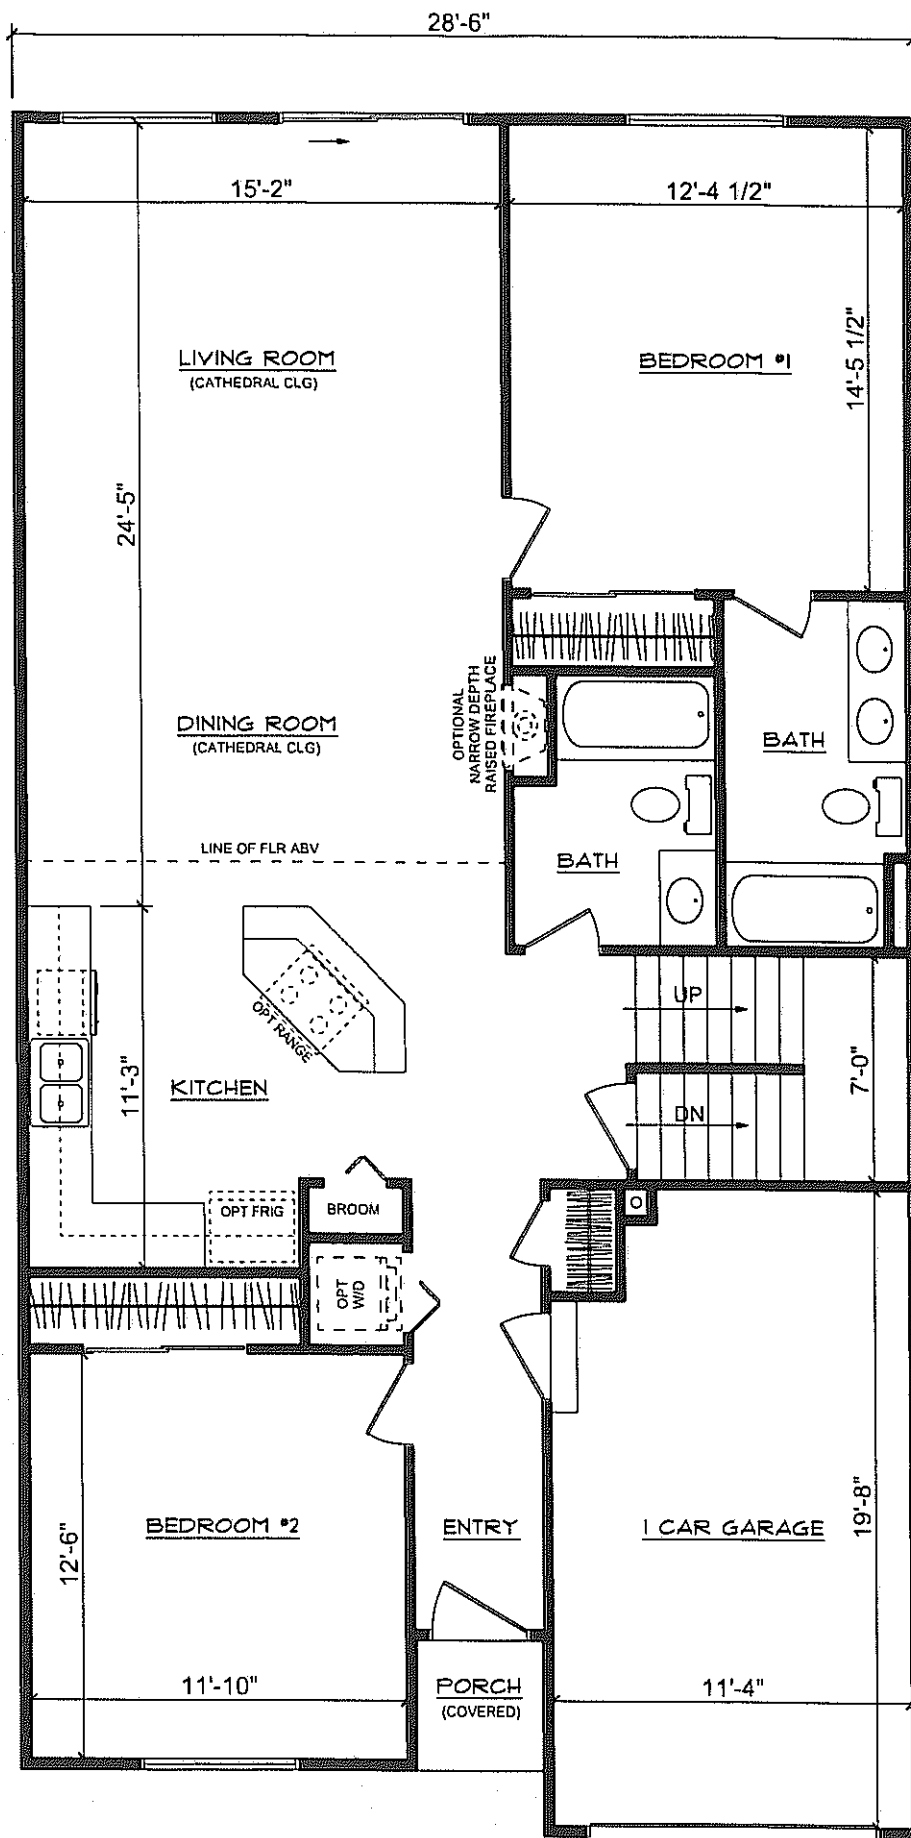 28'-6"
15'-2"
12'-4 1/2"
LIVING ROOM
(CATHEDRAL CLG)
BEDROOM #1
14'-5 1/2"
24'-5"
OPTIONAL
NARROW DEPTH
RAISED FIREPLACE
DINING ROOM
(CATHEDRAL CLG)
BATH
LINE OF FLR ABV
BATH
UP
OPT RANGE
7'-0"
KITCHEN
11'-3"
DN
OPT FRIG
BROOM
OPT
W/D
BEDROOM #2
12'-6"
ENTRY
1 CAR GARAGE
19'-8"
11'-10"
PORCH
(COVERED)
11'-4"